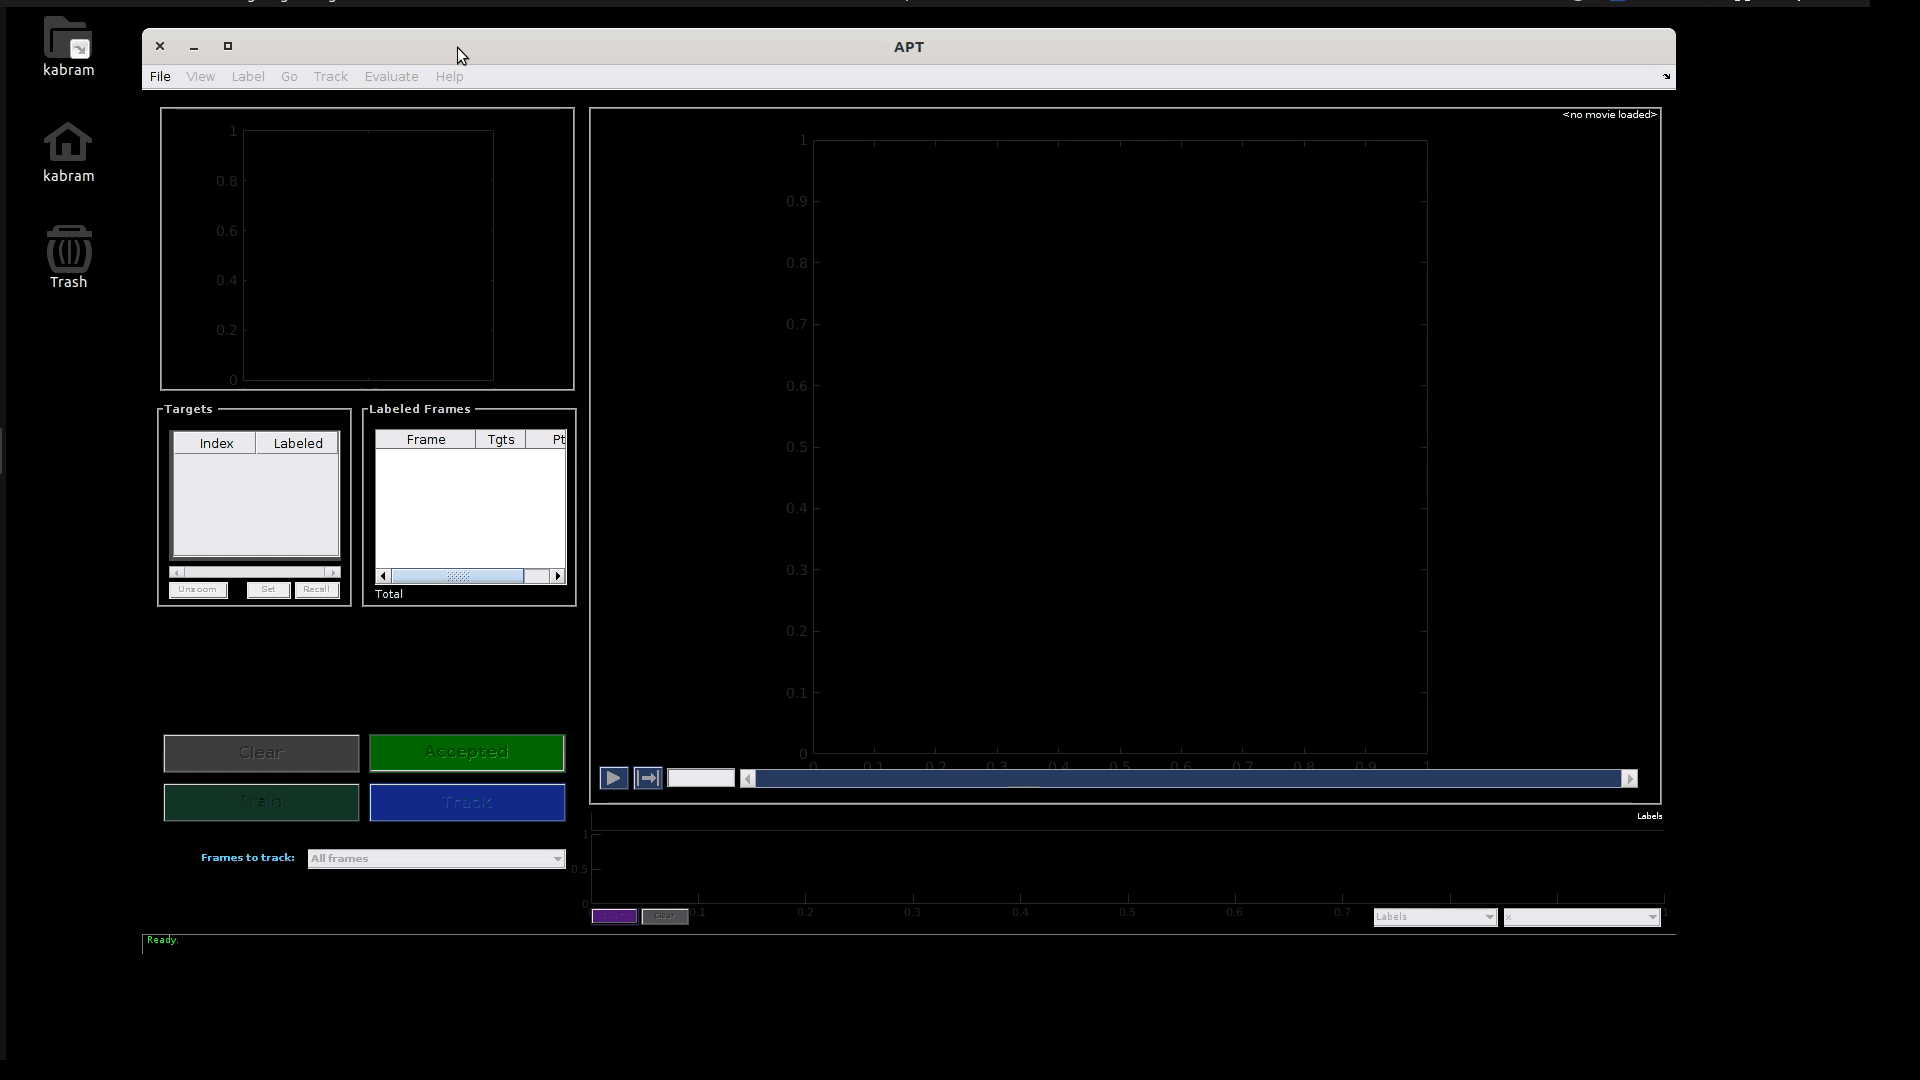 kabram
kabram
Trash
APT
File View Label Go Track Evaluate Help
<no movie loaded>
1
0.8
0.6
0.4
0.2
0
1
0.9
0.8
0.7
0.6
0.5
0.4
0.3
0.2
0.1
0
0 0.1 0.2 0.3 0.4 0.5 0.6 0.7 0.8 0.9 1
Targets
Index Labeled
Unzoom Set Recall
Labeled Frames
Frame Tgts Pt
Total
Clear Accepted
Train Track
Frames to track: All frames
Labels
1
0.5
0
0.1 0.2 0.3 0.4 0.5 0.6 0.7 1
Clear
Labels x
Ready.